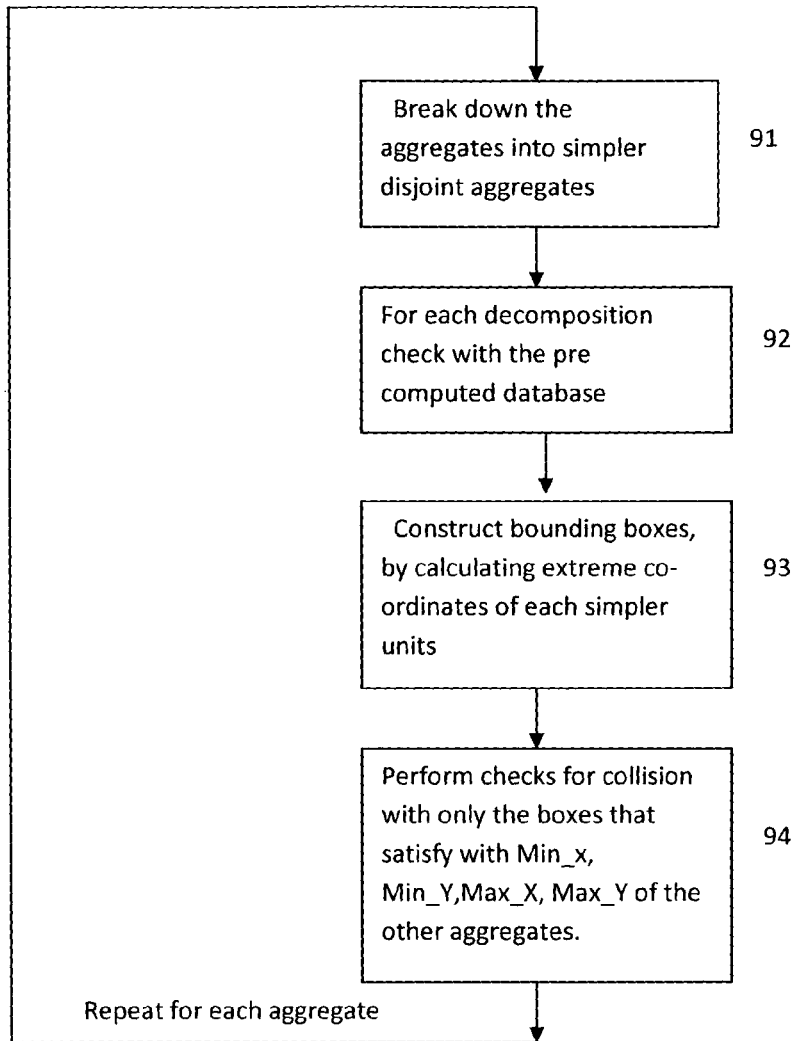 Break down the
aggregates into simpler
disjoint aggregates
91
For each decomposition
check with the pre
computed database
92
Construct bounding boxes,
by calculating extreme co-
ordinates of each simpler
units
93
Perform checks for collision
with only the boxes that
satisfy with Min_x,
Min_Y,Max_X, Max_Y of the
other aggregates.
94
Repeat for each aggregate